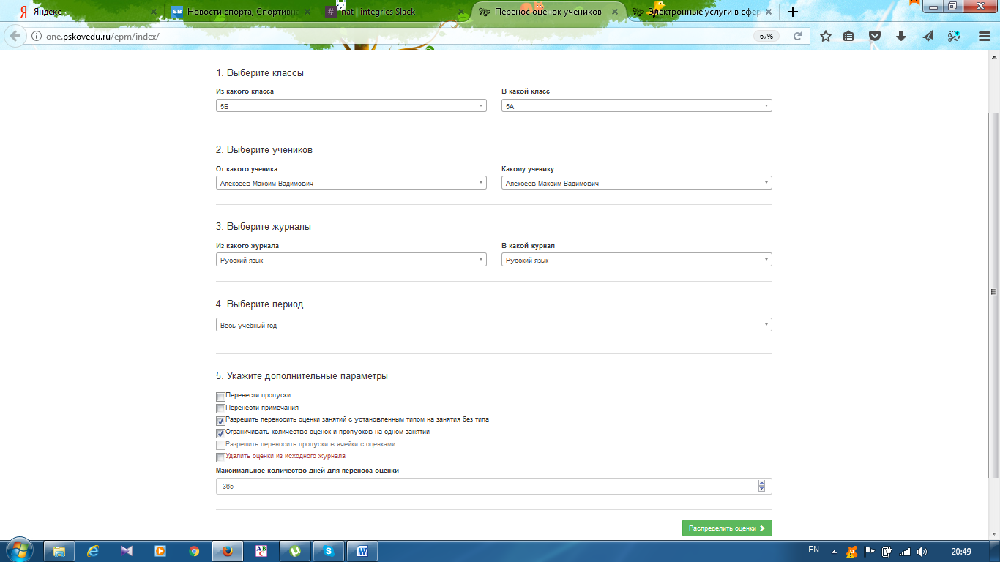 Яндекс
Новости спорта, Спортивна
hat | integrics Slack
Перенос оценок учеников
Электронные услуги в сфер
one.pskovedu.ru/epm/index/
67%
1. Выберите классы
Из какого класса
В какой класс
5Б
5А
2. Выберите учеников
От какого ученика
Какому ученику
Алексеев Максим Вадимович
Алексеев Максим Вадимович
3. Выберите журналы
Из какого журнала
В какой журнал
Русский язык
Русский язык
4. Выберите период
Весь учебный год
5. Укажите дополнительные параметры
Перенести пропуски
Перенести примечания
Разрешить переносить оценки занятий с установленным типом на занятия без типа
Ограничивать количество оценок и пропусков на одном занятии
Разрешить переносить пропуски в ячейки с оценками
Удалить оценки из исходного журнала
Максимальное количество дней для переноса оценки
365
Распределить оценки
EN
20:49